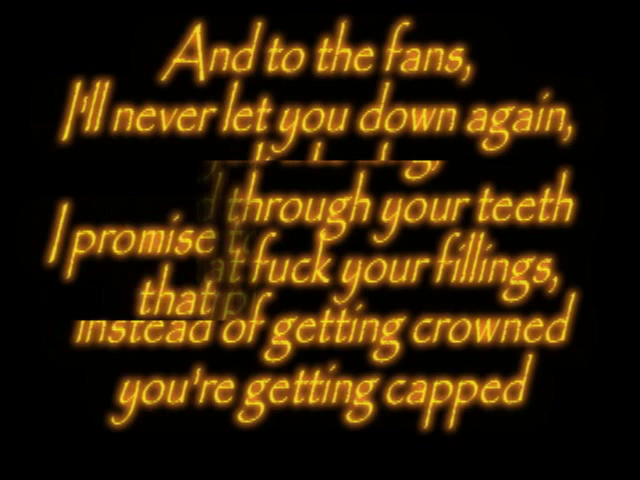 And to the fans,
I'll never let you down again,
through your teeth
I promise
at fuck your fillings,
that
instead of getting crowned
you're getting capped